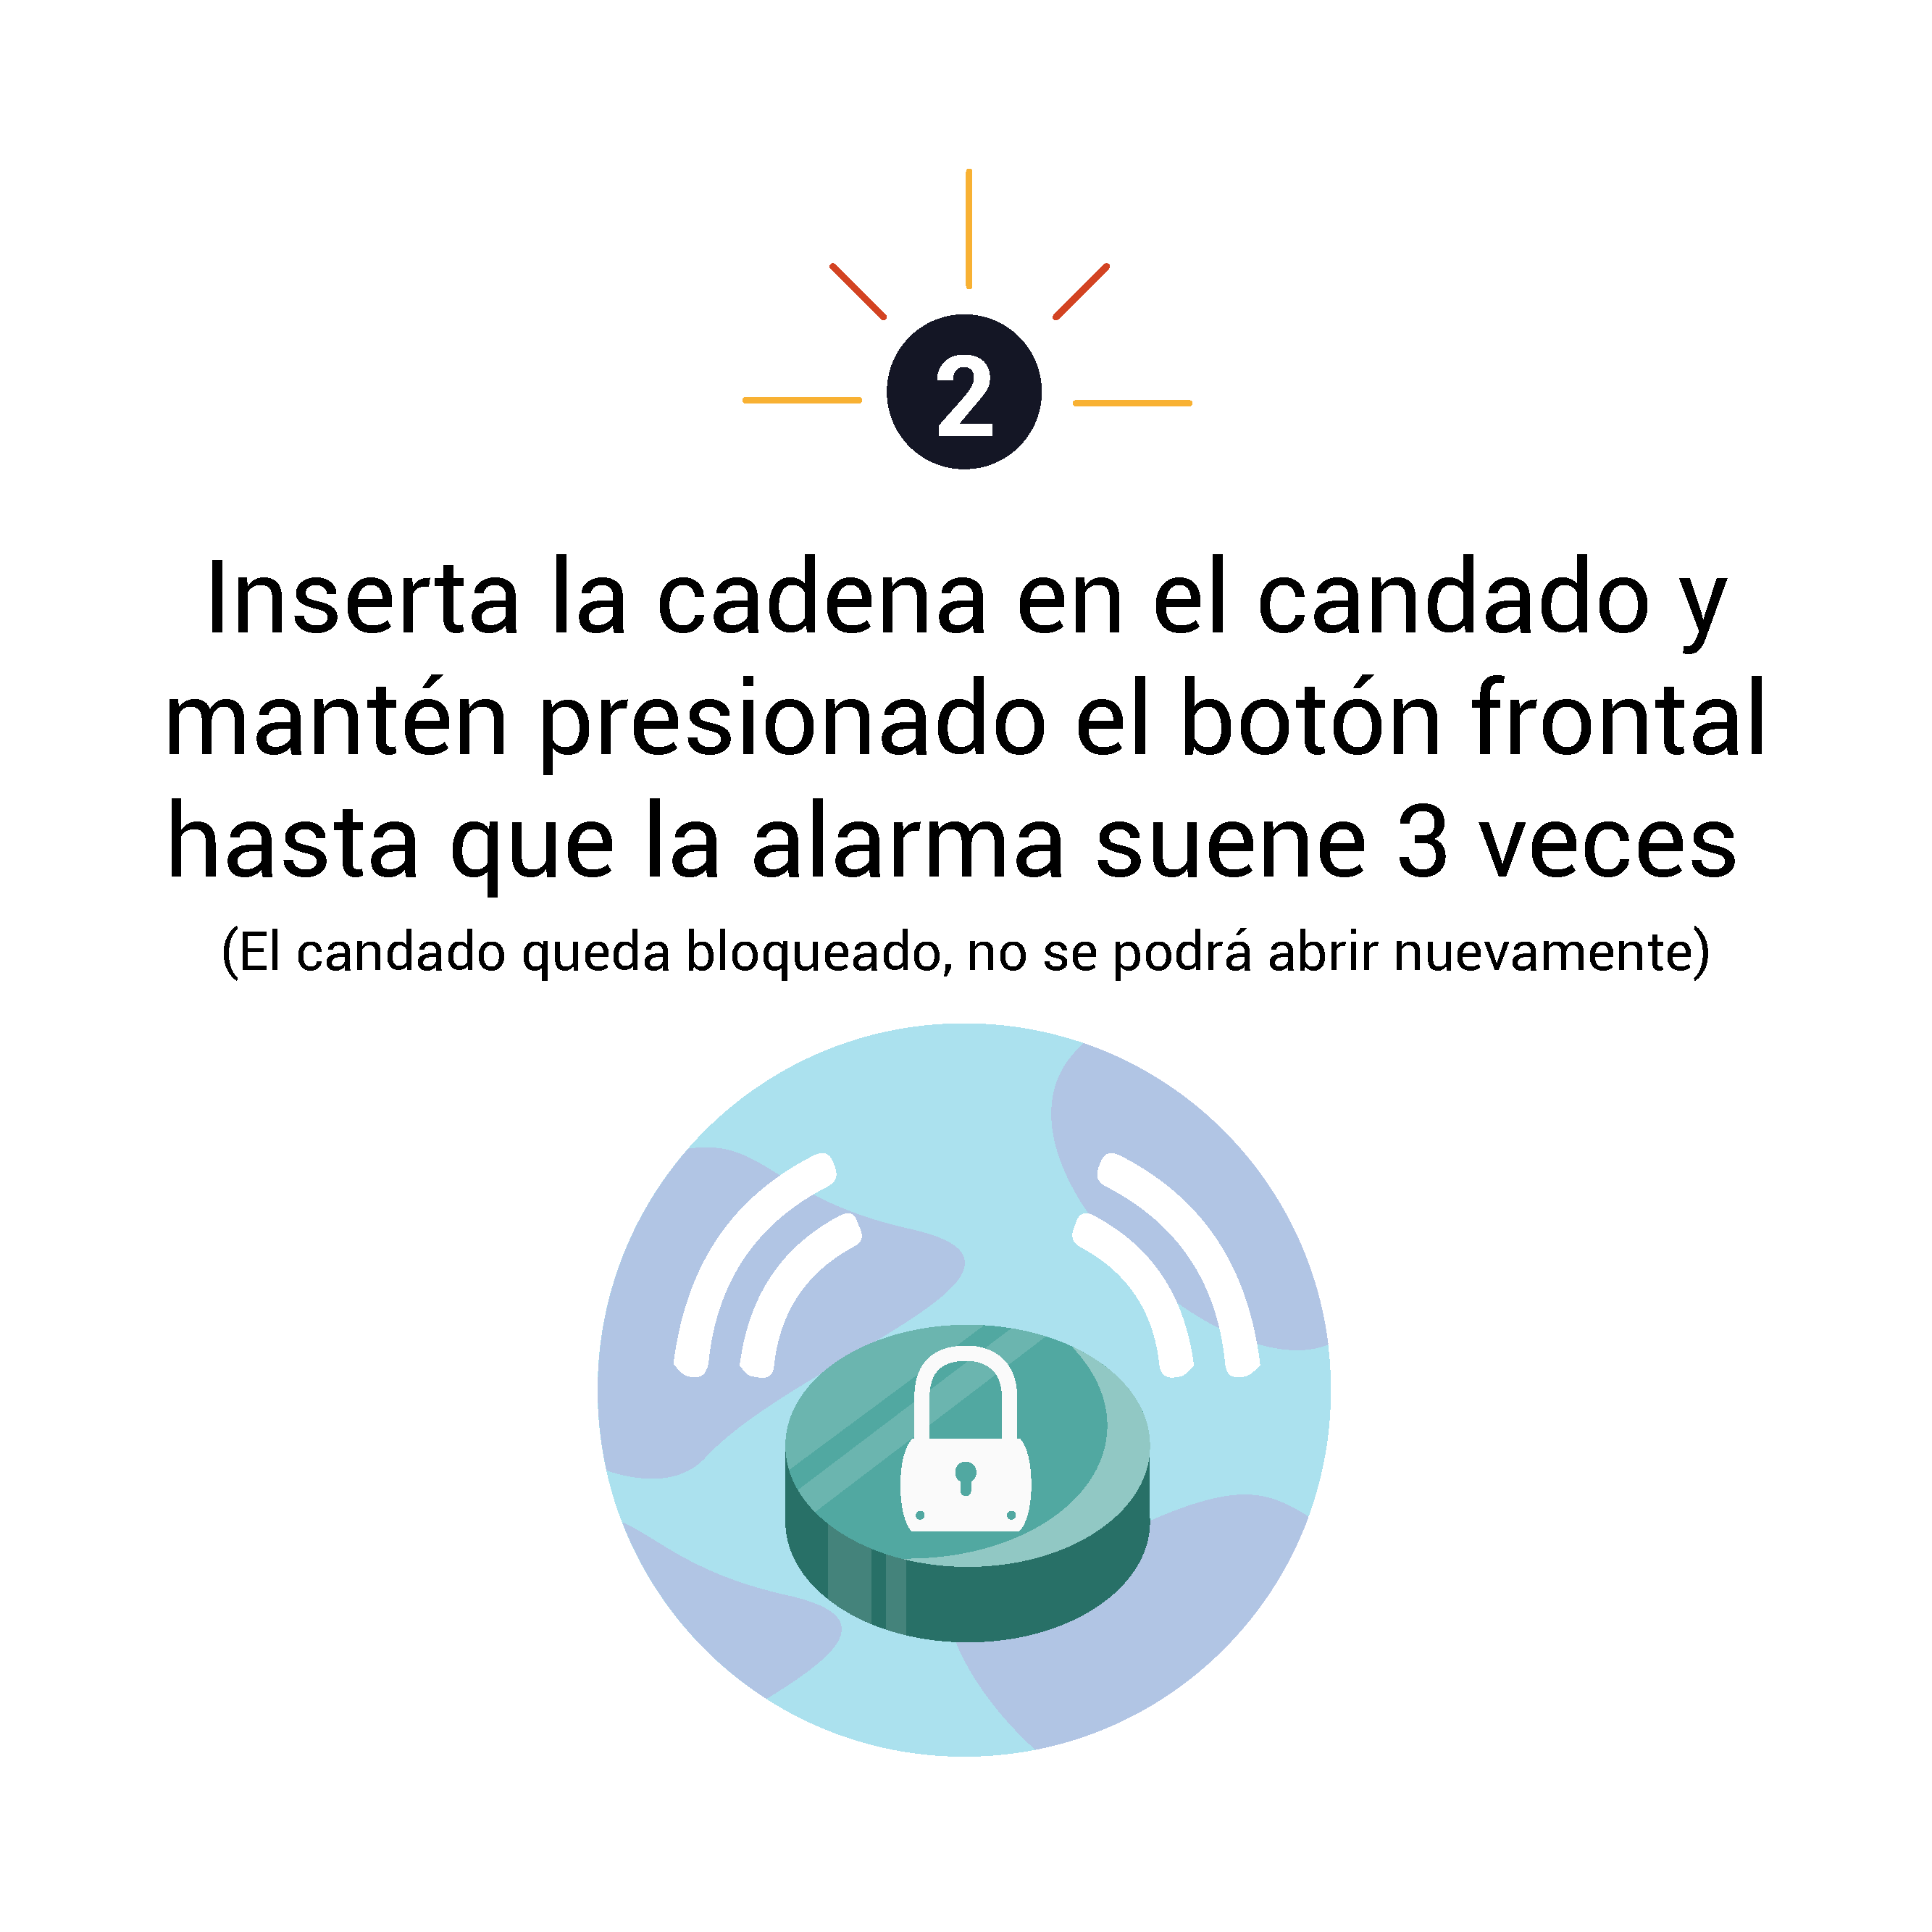 2
Inserta la cadena en el candado y
mantén presionado el botón frontal
hasta que la alarma suene 3 veces
(El candado queda bloqueado, no se podrá abrir nuevamente)